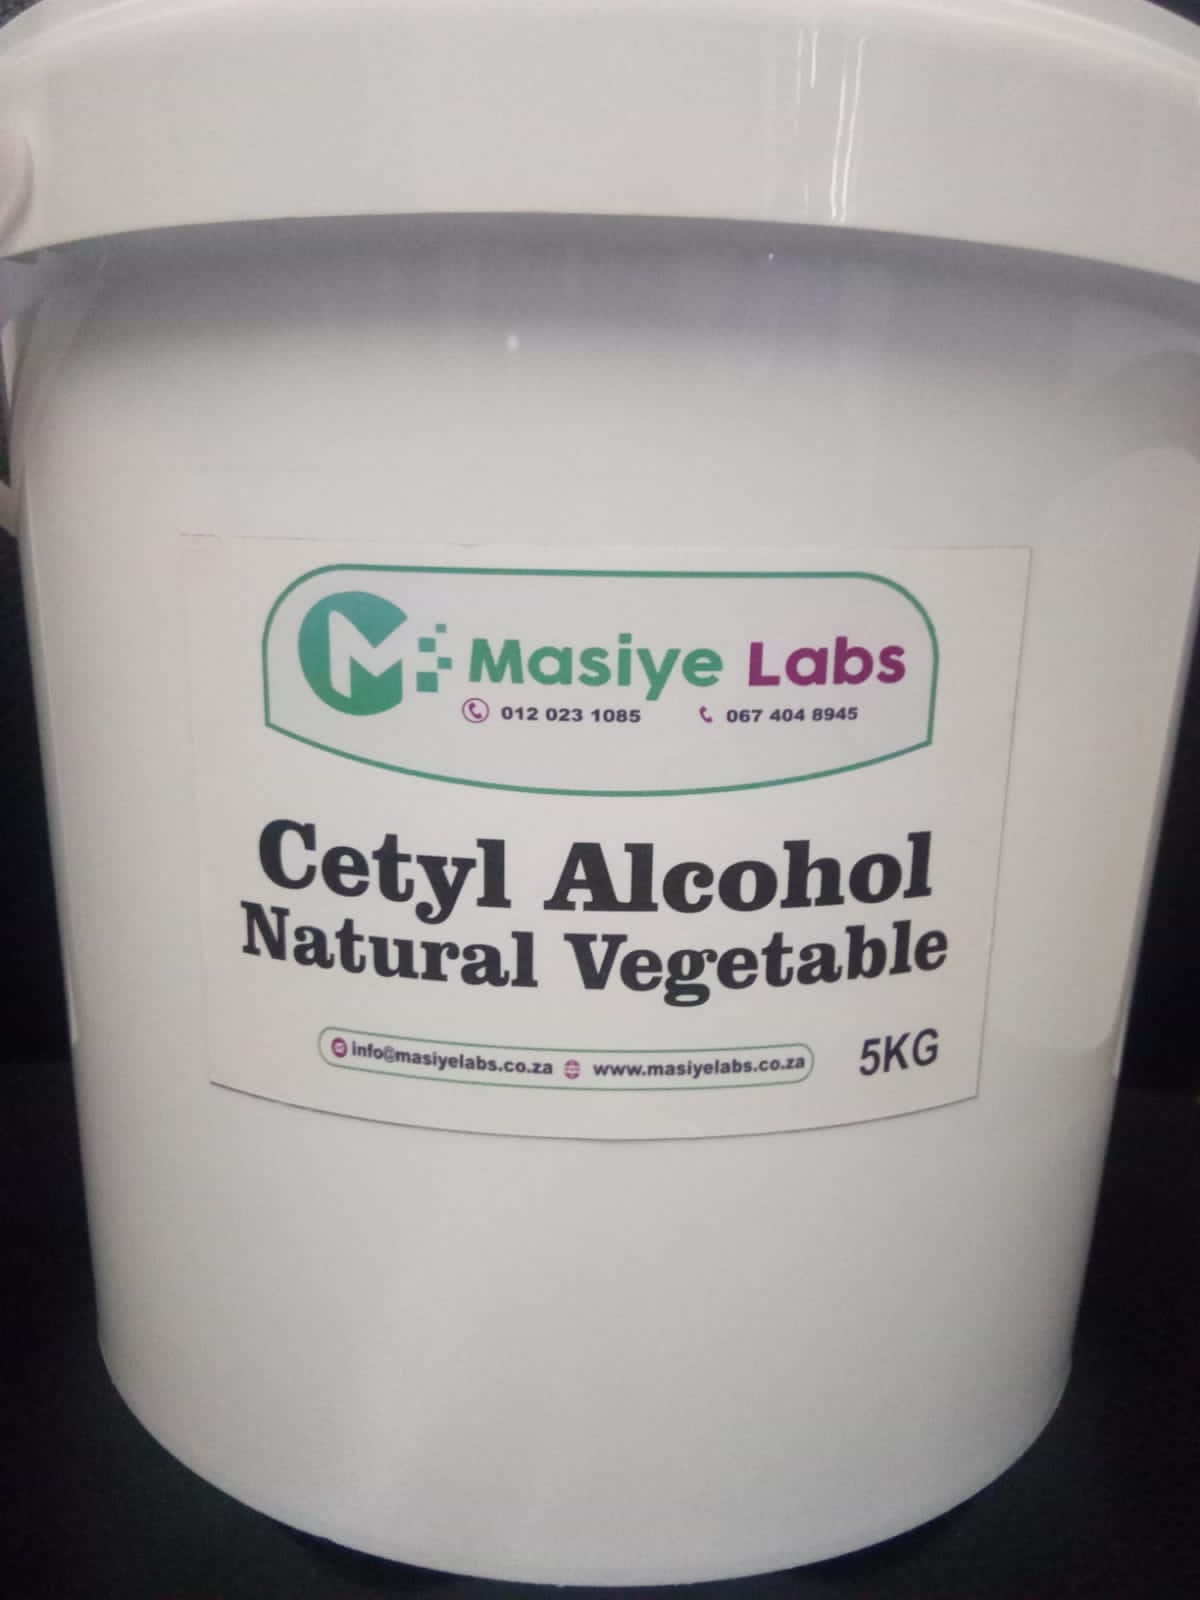 Masiye Labs
012 023 1085 067 404 8945
Cetyl Alcohol
Natural Vegetable
info@masiyelabs.co.za www.masiyelabs.co.za
5KG